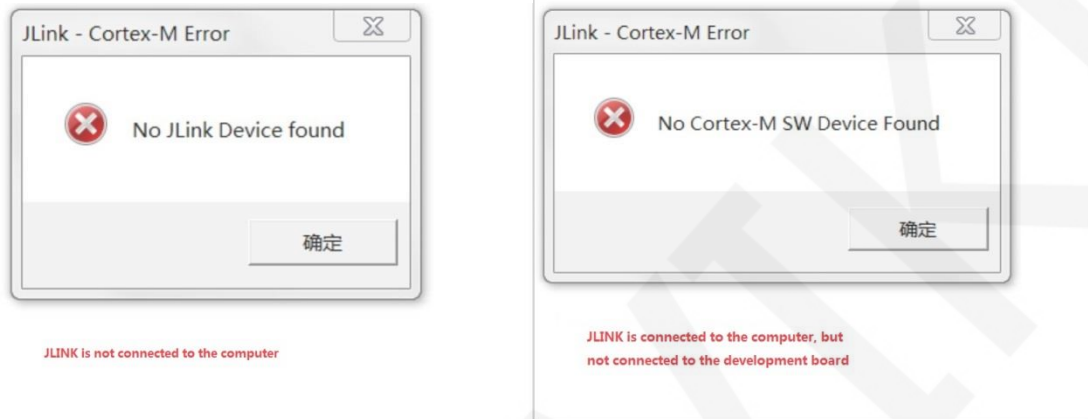 JLink - Cortex-M Error
No JLink Device found
确定
JLINK is not connected to the computer
JLink - Cortex-M Error
No Cortex-M SW Device Found
确定
JLINK is connected to the computer, but
not connected to the development board